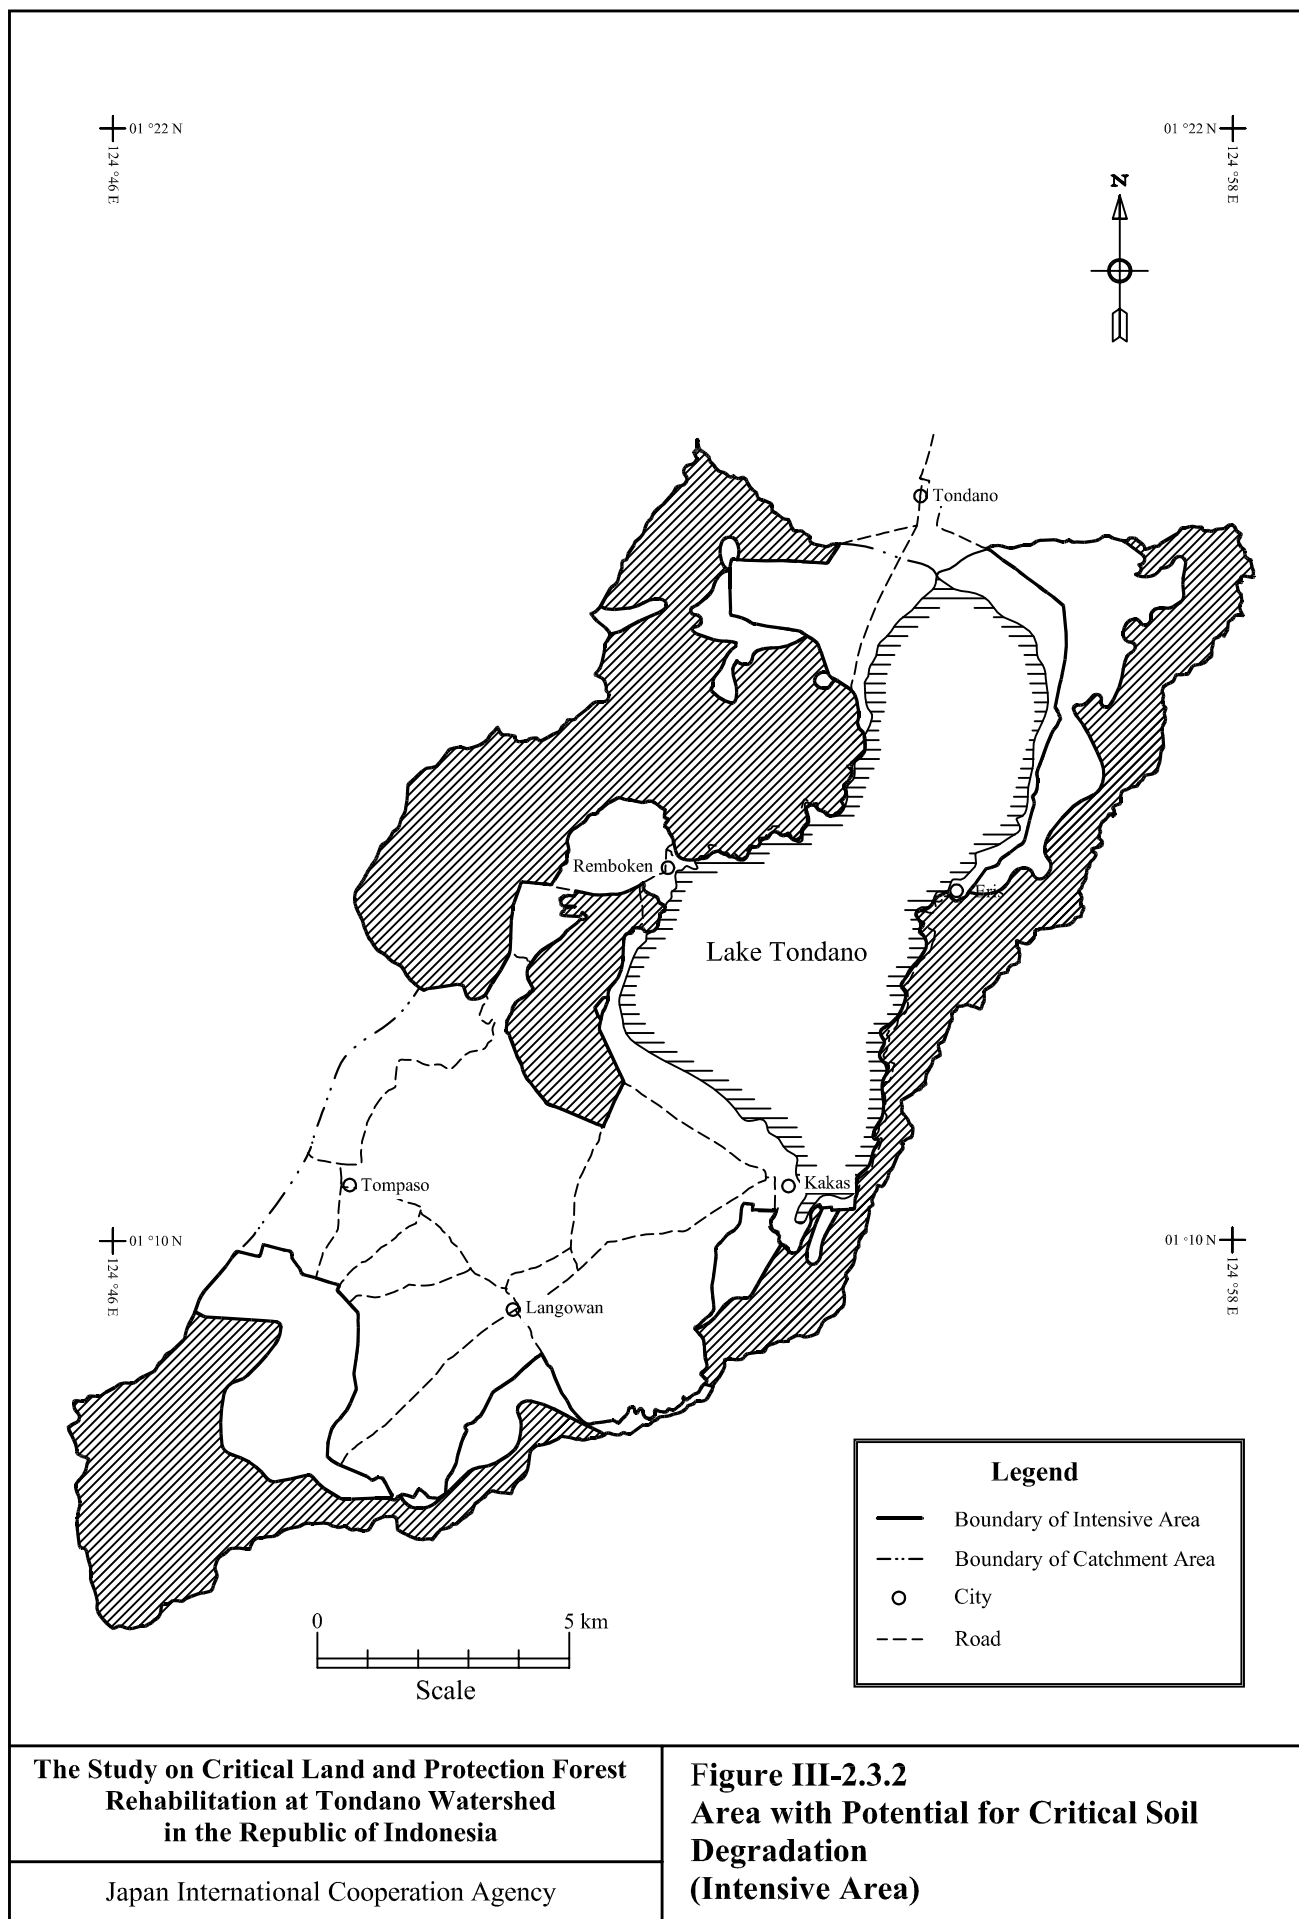 01 °22 N
124 °46 E
01 °22 N
124 °58 E
N
Tondano
Remboken
Eris
Lake Tondano
Tompaso
Kakas
01 °10 N
124 °46 E
01 °10 N
124 °58 E
Langowan
Legend
Boundary of Intensive Area
Boundary of Catchment Area
City
Road
0 5 km
Scale
The Study on Critical Land and Protection Forest
Rehabilitation at Tondano Watershed
in the Republic of Indonesia
Japan International Cooperation Agency
Figure III-2.3.2
Area with Potential for Critical Soil
Degradation
(Intensive Area)